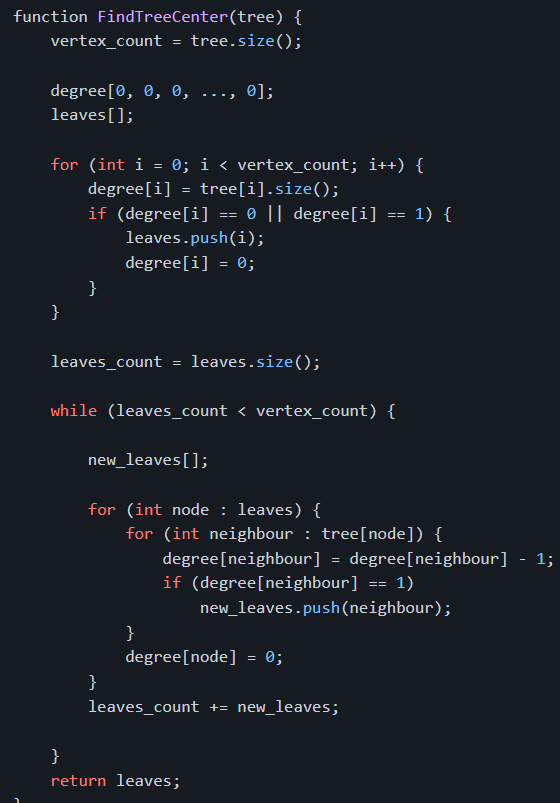 function FindTreeCenter(tree) {
    vertex_count = tree.size();

    degree[0, 0, 0, ..., 0];
    leaves[];

    for (int i = 0; i < vertex_count; i++) {
        degree[i] = tree[i].size();
        if (degree[i] == 0 || degree[i] == 1) {
            leaves.push(i);
            degree[i] = 0;
        }
    }

    leaves_count = leaves.size();

    while (leaves_count < vertex_count) {

        new_leaves[];

        for (int node : leaves) {
            for (int neighbour : tree[node]) {
                degree[neighbour] = degree[neighbour] - 1;
                if (degree[neighbour] == 1)
                    new_leaves.push(neighbour);
            }
            degree[node] = 0;
        }
        leaves_count += new_leaves;

    }
    return leaves;
}